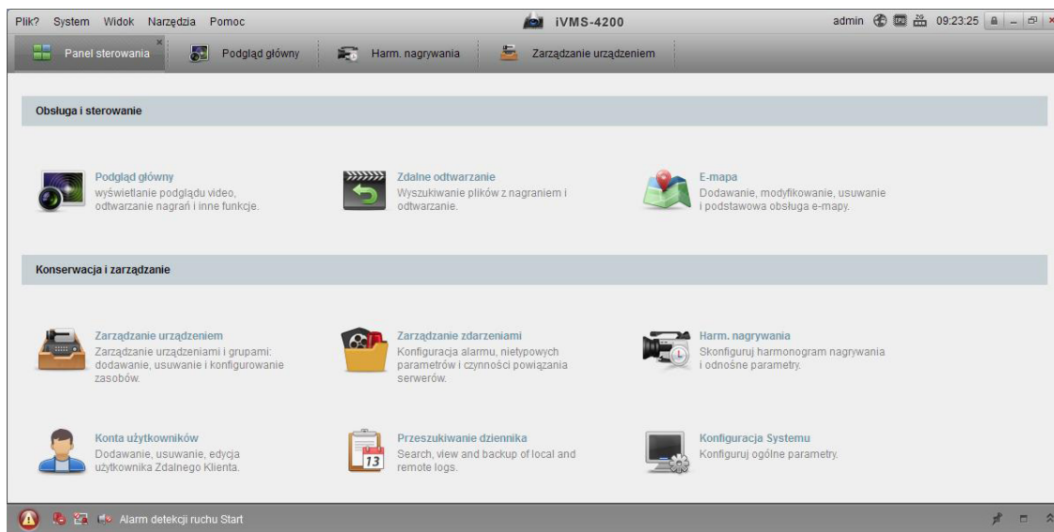 Plik? System Widok Narzędzia Pomoc iVMS-4200 admin 09:23:25
Panel sterowania Podgląd główny Harm. nagrywania Zarządzanie urządzeniem
Obsługa i sterowanie
Podgląd główny
wyświetlanie podglądu video,
odtwarzanie nagrań i inne funkcje.
Zdalne odtwarzanie
Wyszukiwanie plików z nagraniem i
odtwarzanie.
E-mapa
Dodawanie, modyfikowanie, usuwanie
i podstawowa obsługa e-mapy.
Konserwacja i zarządzanie
Zarządzanie urządzeniem
Zarządzanie urządzeniami i grupami:
dodawanie, usuwanie i konfigurowanie
zasobów.
Zarządzanie zdarzeniami
Konfiguracja alarmu, nietypowych
parametrów i czynności powiązania
serwerów.
Harm. nagrywania
Skonfiguruj harmonogram nagrywania
i odnośne parametry.
Konta użytkowników
Dodawanie, usuwanie, edycja
użytkownika Zdalnego Klienta.
13
Przeszukiwanie dziennika
Search, view and backup of local and
remote logs.
Konfiguracja Systemu
Konfiguruj ogólne parametry.
Alarm detekcji ruchu Start